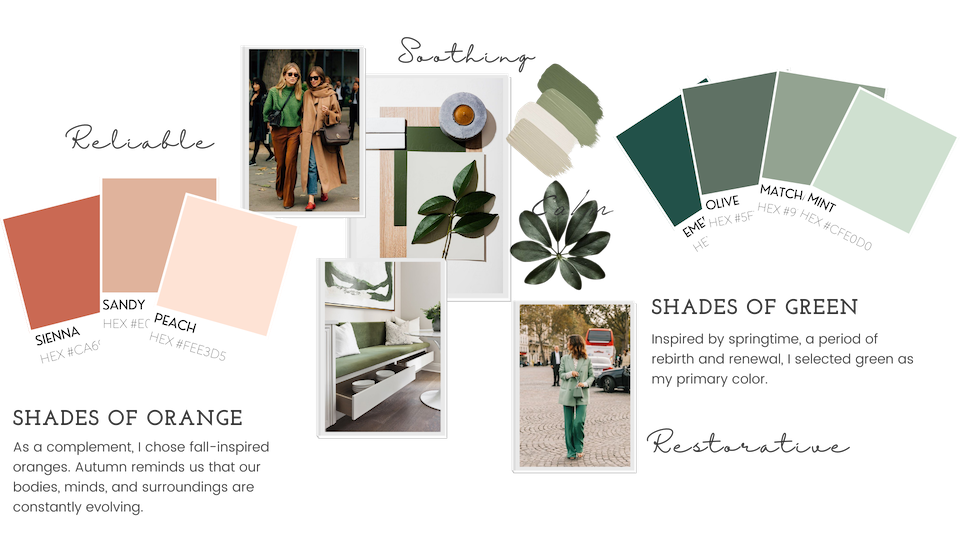 Soothing
Reliable
SIENNA
HEX #CA6
SANDY
HEX #E
PEACH
HEX #FEE3D5
SHADES OF ORANGE
As a complement, I chose fall-inspired
oranges. Autumn reminds us that our
bodies, minds, and surroundings are
constantly evolving.
Calm
EME
HE
OLIVE
HEX #5F
MATCHA
HEX #9
MINT
HEX #CFE0D0
SHADES OF GREEN
Inspired by springtime, a period of
rebirth and renewal, I selected green as
my primary color.
Restorative